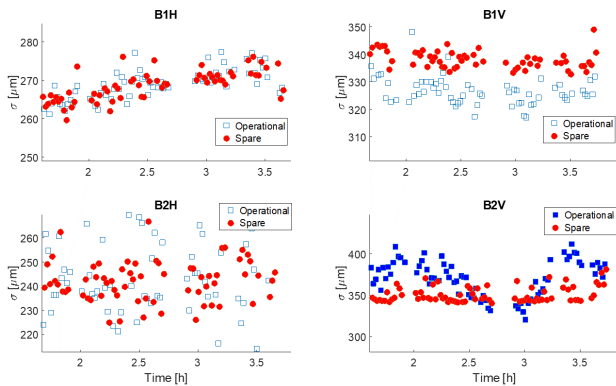 B1H
280
270
260
250
σ [μm]
2
2.5
3
3.5
Operational
Spare
B1V
350
340
330
320
310
σ [μm]
2
2.5
3
3.5
Operational
Spare
B2H
260
250
240
230
220
σ [μm]
2
2.5
3
3.5
Time [h]
Operational
Spare
B2V
400
350
300
σ [μm]
2
2.5
3
3.5
Time [h]
Operational
Spare